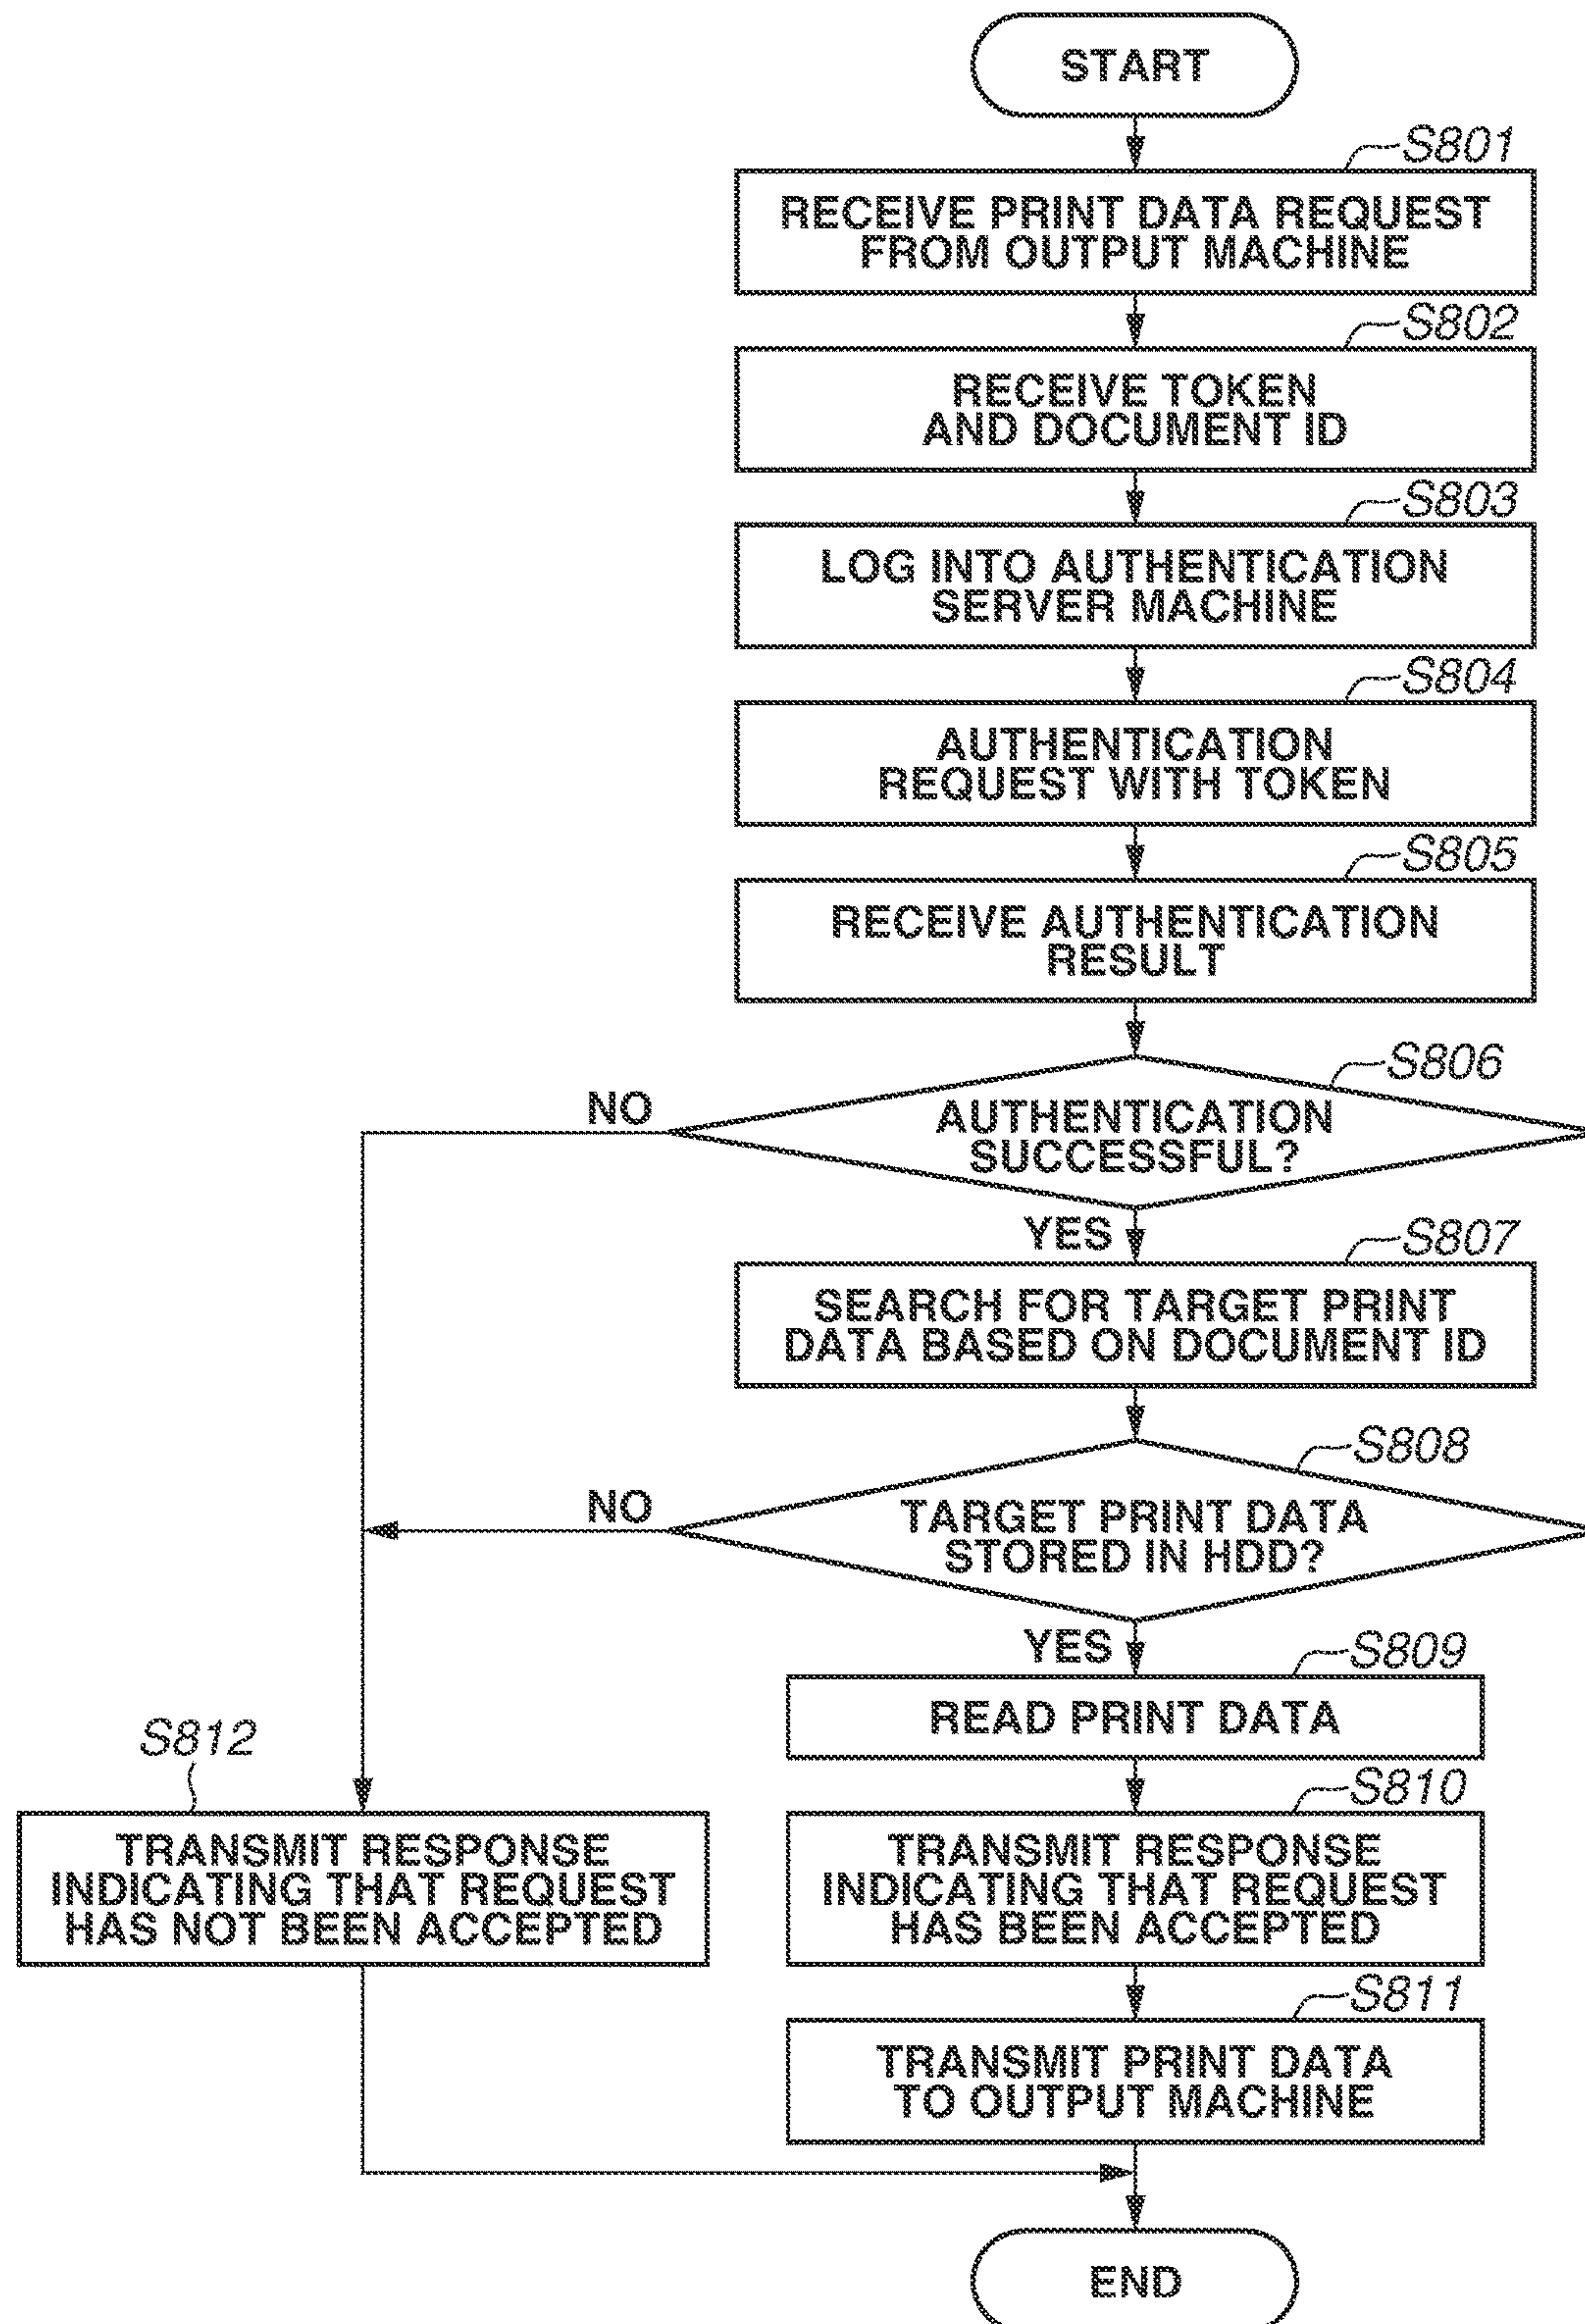 START
S801
RECEIVE PRINT DATA REQUEST
FROM OUTPUT MACHINE
S802
RECEIVE TOKEN
AND DOCUMENT ID
S803
LOG INTO AUTHENTICATION
SERVER MACHINE
S804
AUTHENTICATION
REQUEST WITH TOKEN
S805
RECEIVE AUTHENTICATION
RESULT
S806
NO
AUTHENTICATION
SUCCESSFUL?
YES
S807
SEARCH FOR TARGET PRINT
DATA BASED ON DOCUMENT ID
S808
NO
TARGET PRINT DATA
STORED IN HDD?
YES
S809
READ PRINT DATA
S812
TRANSMIT RESPONSE
INDICATING THAT REQUEST
HAS NOT BEEN ACCEPTED
S810
TRANSMIT RESPONSE
INDICATING THAT REQUEST
HAS BEEN ACCEPTED
S811
TRANSMIT PRINT DATA
TO OUTPUT MACHINE
END